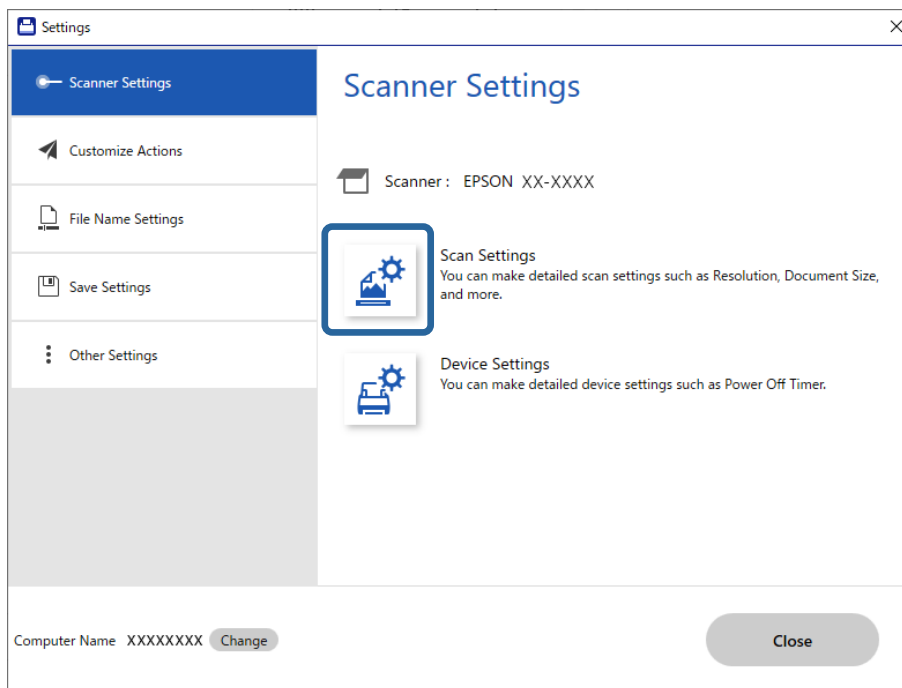 Settings
Scanner Settings
Customize Actions
File Name Settings
Save Settings
Other Settings
Scanner Settings
Scanner : EPSON XX-XXXX
Scan Settings
You can make detailed scan settings such as Resolution, Document Size,
and more.
Device Settings
You can make detailed device settings such as Power Off Timer.
Computer Name XXXXXXXX Change
Close